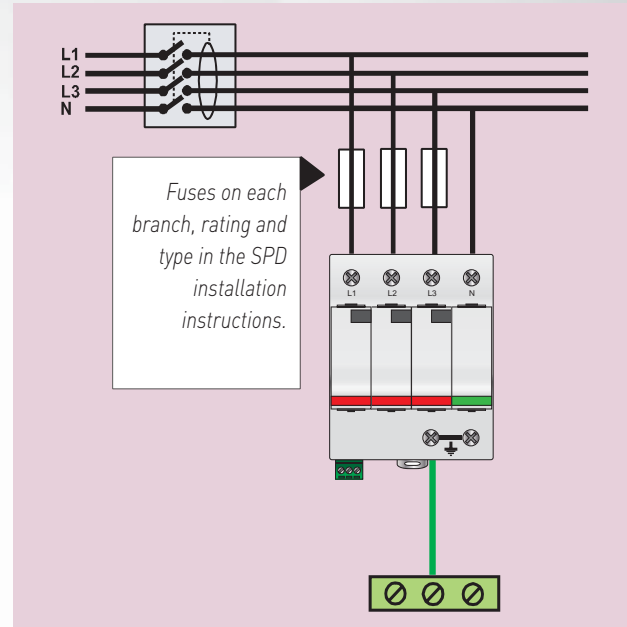 L1
L2
L3
N
Fuses on each
branch, rating and
type in the SPD
installation
instructions.
L1 L2 L3 N